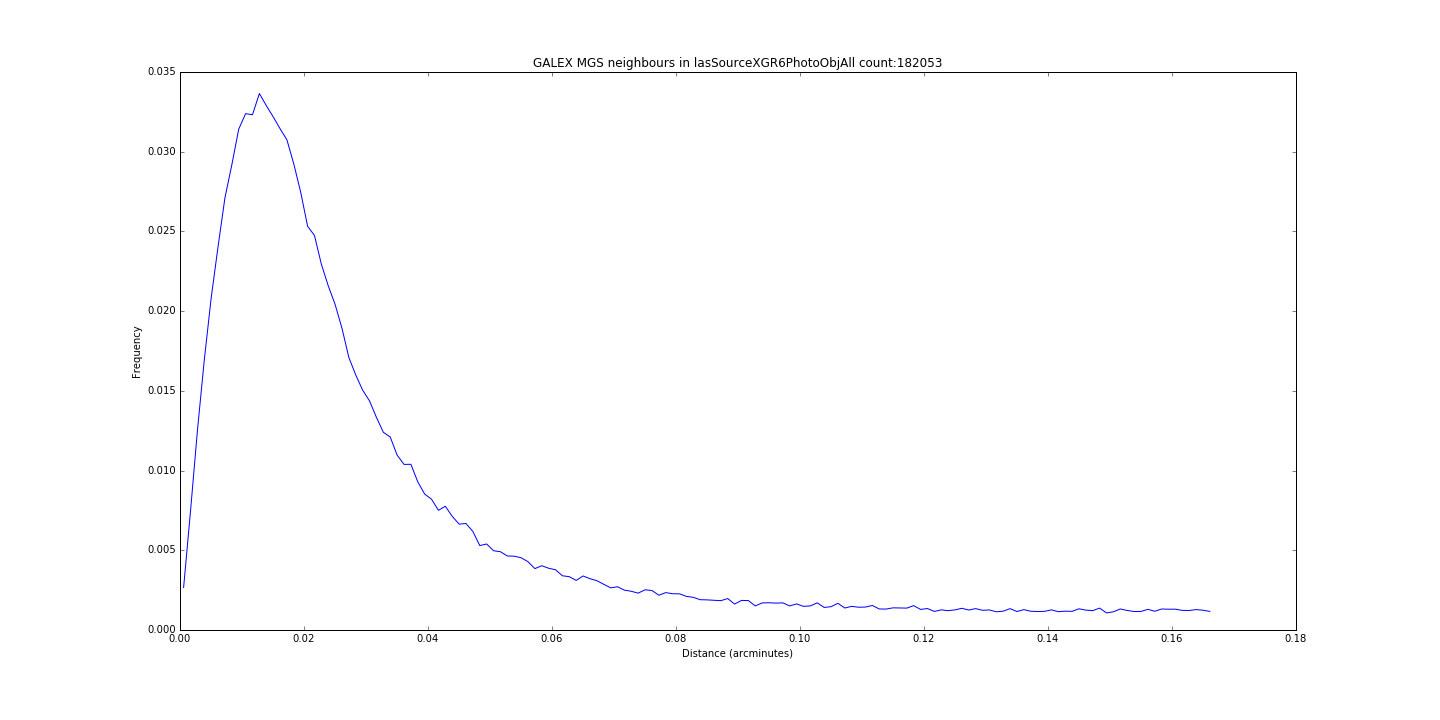 GALEX MGS neighbours in lasSourceXGR6PhotoObjAll count:182053
0.035
0.030
0.025
0.020
0.015
0.010
0.005
0.000
Frequency
0.00 0.02 0.04 0.06 0.08 0.10 0.12 0.14 0.16 0.18
Distance (arcminutes)